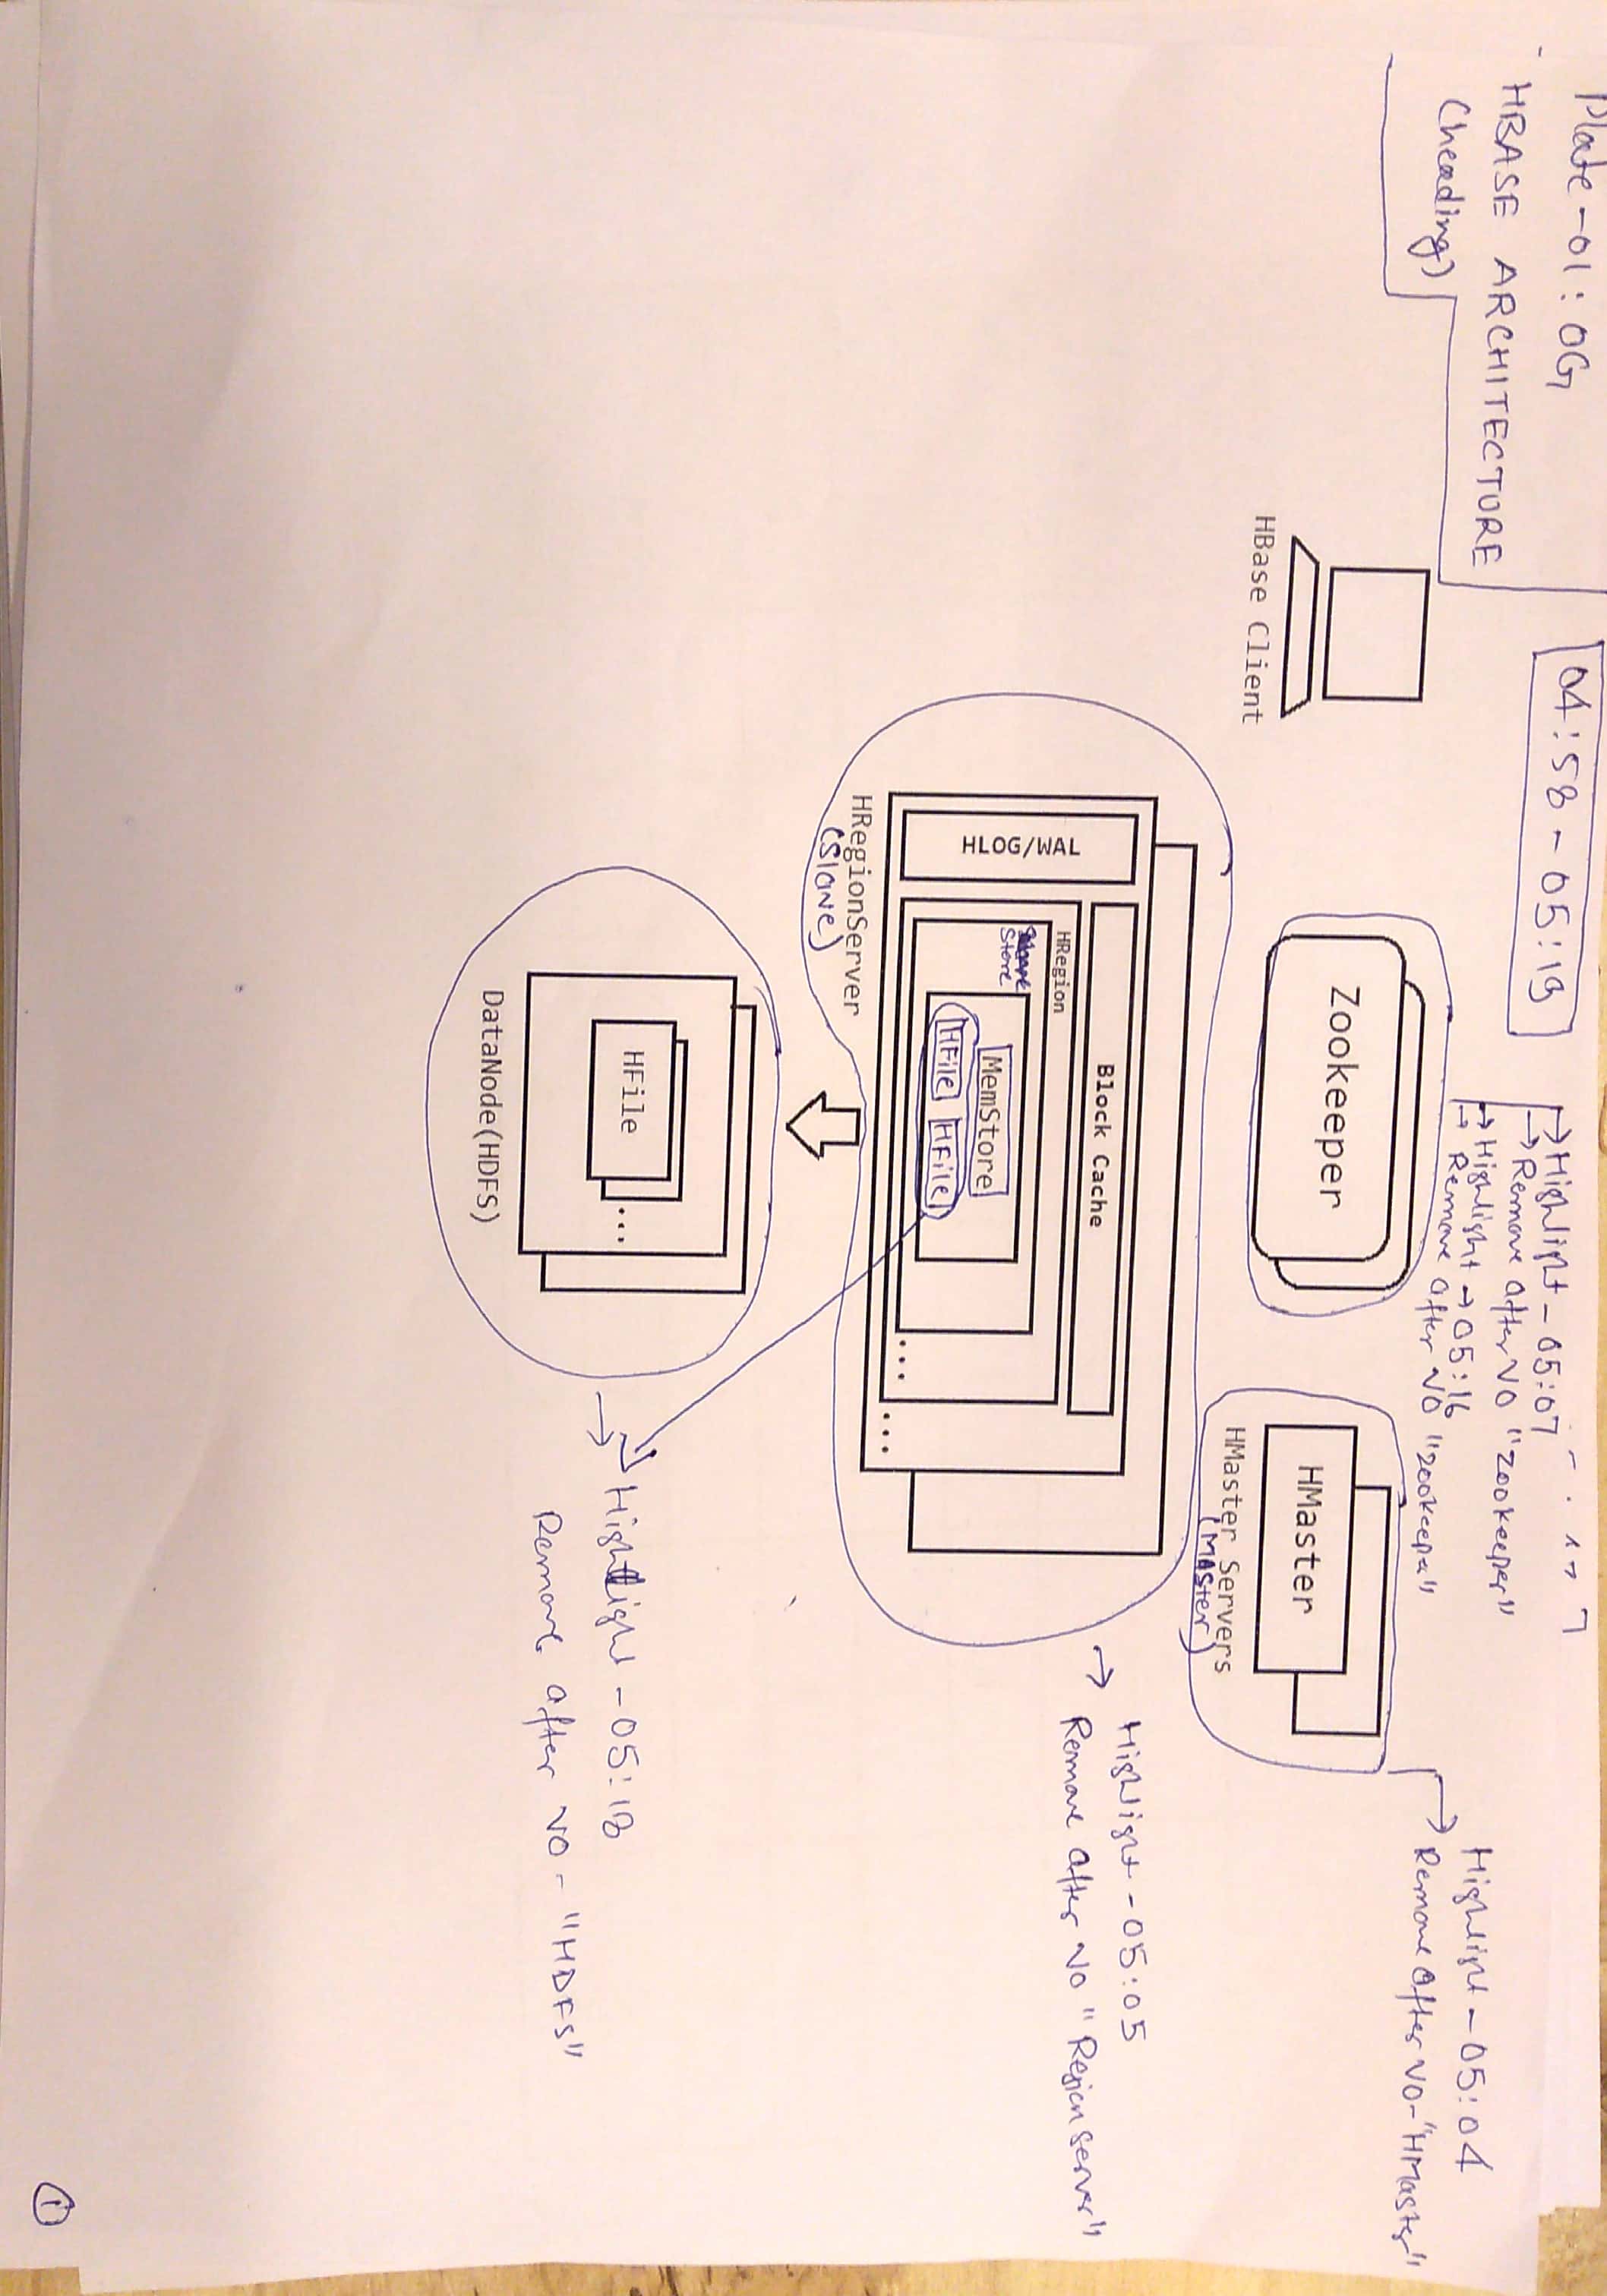 Plate-01: OG
HBASE ARCHITECTURE
(heading)
04:58 - 05:19
→ Highlight - 05:07
→ Remove After VO "Zookeeper"
→ Highlight → 05:16
→ Remove After VO "Zookeeper"
Highlight - 05:04
Remove After VO - "HMaster"
HBase Client
Zookeeper
HMaster
HMaster Servers
(MASter)
HLOG/WAL
Block Cache
HRegion
Store
MemStore
HFile HFile
...
...
HRegionServer
(Slave)
→ Highlight - 05:05
Remove After VO "Region Server"
HFile
...
DataNode(HDFS)
→ Highlight - 05:18
Remove After VO - "HDFS"
1